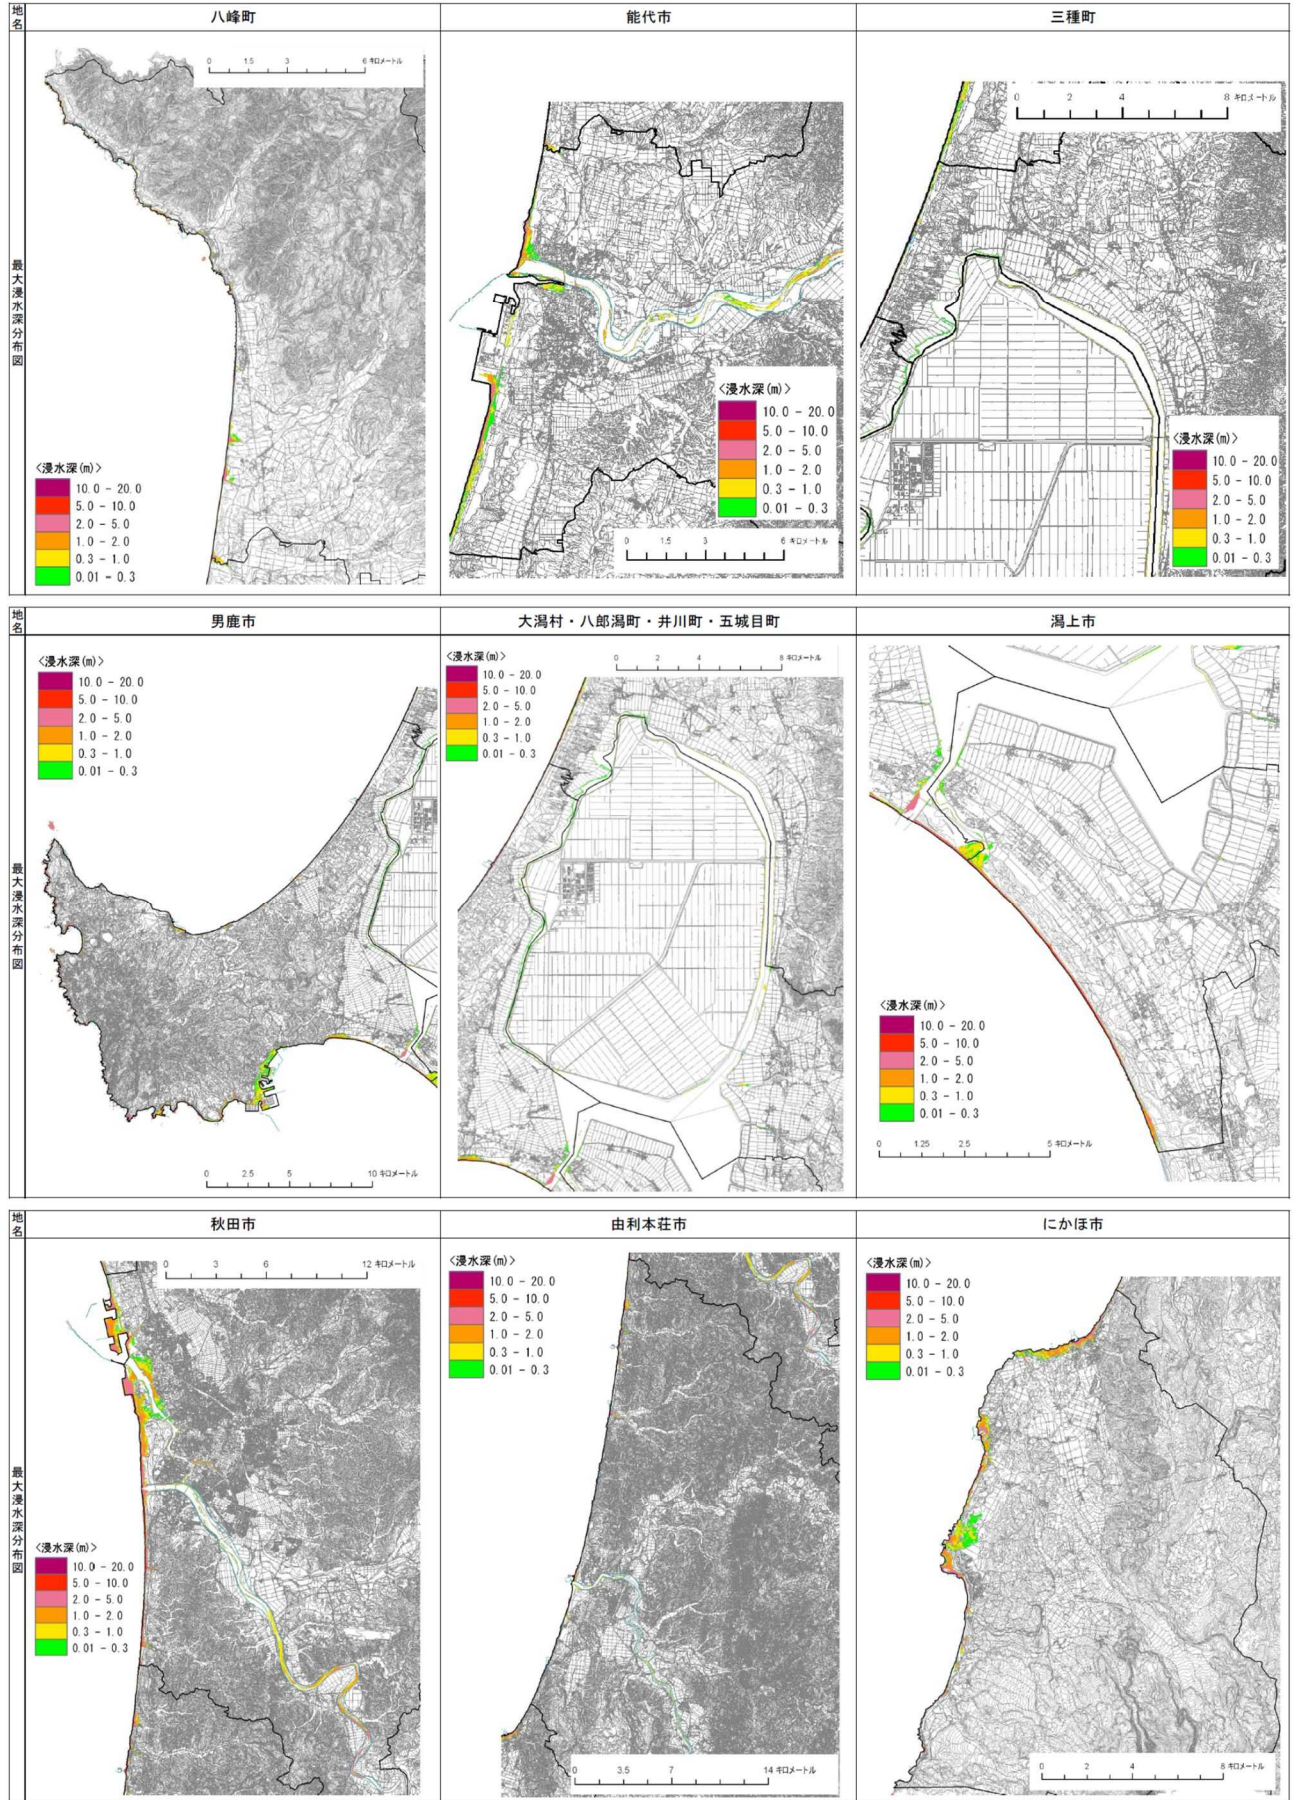 地名
八峰町
能代市
三種町
最大浸水深分布図
0 1.5 3 6 キロメートル
<浸水深(m)>
10.0 - 20.0
5.0 - 10.0
2.0 - 5.0
1.0 - 2.0
0.3 - 1.0
0.01 - 0.3
<浸水深(m)>
10.0 - 20.0
5.0 - 10.0
2.0 - 5.0
1.0 - 2.0
0.3 - 1.0
0.01 - 0.3
0 1.5 3 6 キロメートル
0 2 4 8 キロメートル
<浸水深(m)>
10.0 - 20.0
5.0 - 10.0
2.0 - 5.0
1.0 - 2.0
0.3 - 1.0
0.01 - 0.3
地名
男鹿市
大潟村・八郎潟町・井川町・五城目町
潟上市
最大浸水深分布図
<浸水深(m)>
10.0 - 20.0
5.0 - 10.0
2.0 - 5.0
1.0 - 2.0
0.3 - 1.0
0.01 - 0.3
0 2.5 5 10 キロメートル
<浸水深(m)>
10.0 - 20.0
5.0 - 10.0
2.0 - 5.0
1.0 - 2.0
0.3 - 1.0
0.01 - 0.3
0 2 4 8 キロメートル
<浸水深(m)>
10.0 - 20.0
5.0 - 10.0
2.0 - 5.0
1.0 - 2.0
0.3 - 1.0
0.01 - 0.3
0 1.25 2.5 5 キロメートル
地名
秋田市
由利本荘市
にかほ市
最大浸水深分布図
0 3 6 12 キロメートル
<浸水深(m)>
10.0 - 20.0
5.0 - 10.0
2.0 - 5.0
1.0 - 2.0
0.3 - 1.0
0.01 - 0.3
<浸水深(m)>
10.0 - 20.0
5.0 - 10.0
2.0 - 5.0
1.0 - 2.0
0.3 - 1.0
0.01 - 0.3
0 3.5 7 14 キロメートル
<浸水深(m)>
10.0 - 20.0
5.0 - 10.0
2.0 - 5.0
1.0 - 2.0
0.3 - 1.0
0.01 - 0.3
0 2 4 8 キロメートル